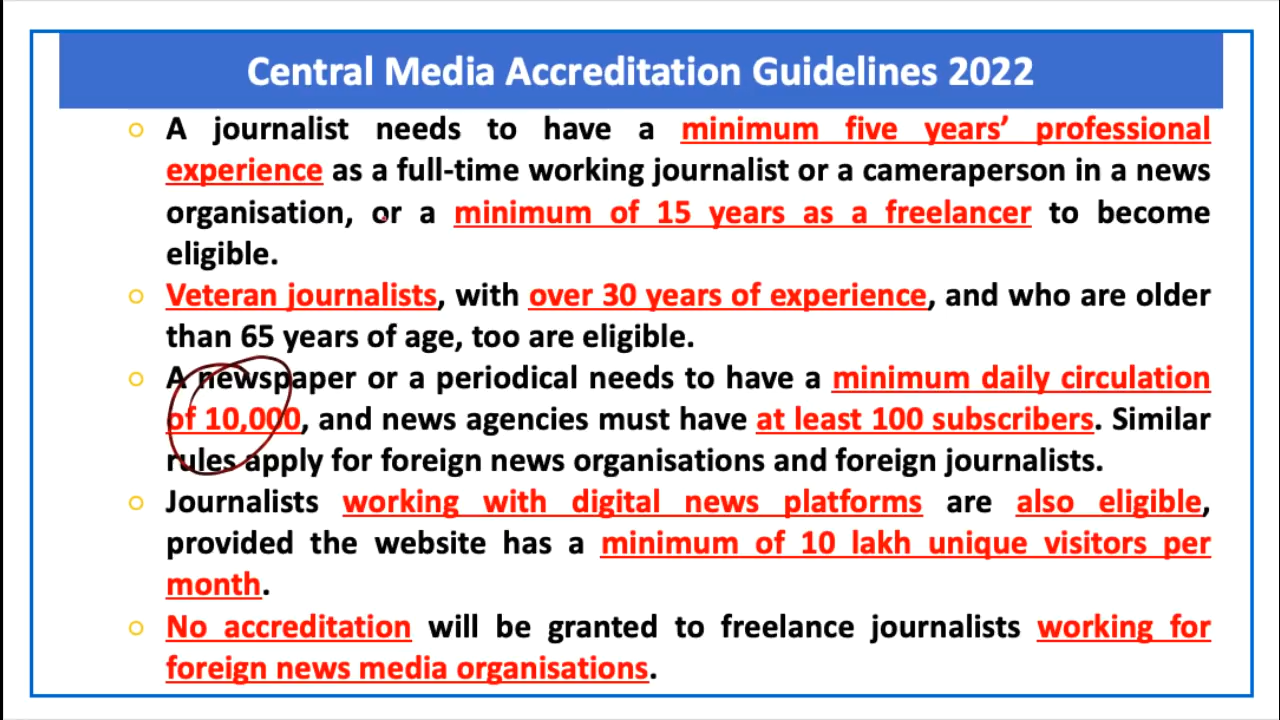 Central Media Accreditation Guidelines 2022
A journalist needs to have a minimum five years’ professional
experience as a full-time working journalist or a cameraperson in a news
organisation, or a minimum of 15 years as a freelancer to become
eligible.
Veteran journalists, with over 30 years of experience, and who are older
than 65 years of age, too are eligible.
A newspaper or a periodical needs to have a minimum daily circulation
of 10,000, and news agencies must have at least 100 subscribers. Similar
rules apply for foreign news organisations and foreign journalists.
Journalists working with digital news platforms are also eligible,
provided the website has a minimum of 10 lakh unique visitors per
month.
No accreditation will be granted to freelance journalists working for
foreign news media organisations.